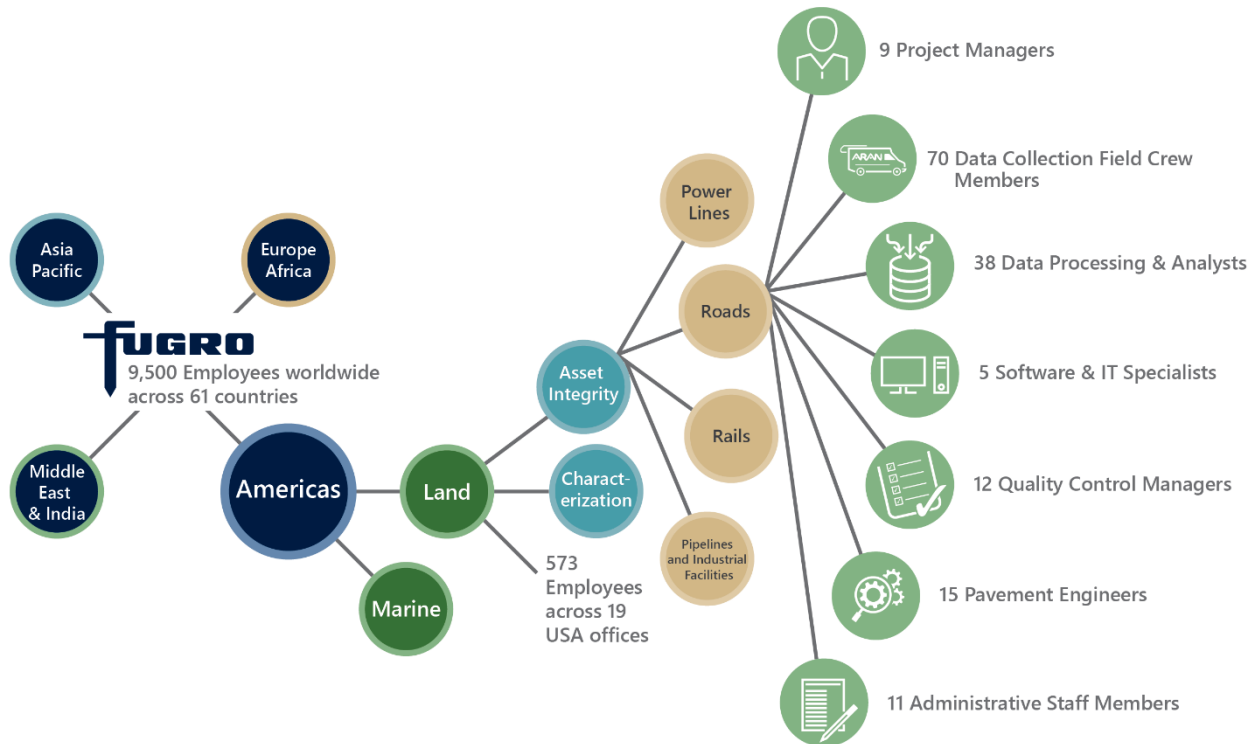 9 Project Managers
ARAN
70 Data Collection Field Crew
Members
Power
Lines
Asia
Pacific
Europe
Africa
38 Data Processing & Analysts
Roads
FUGRO
9,500 Employees worldwide
across 61 countries
Asset
Integrity
5 Software & IT Specialists
Rails
Middle
East
& India
Americas
Land
Charact-
erization
12 Quality Control Managers
Pipelines
and Industrial
Facilities
573
Employees
across 19
USA offices
Marine
15 Pavement Engineers
11 Administrative Staff Members